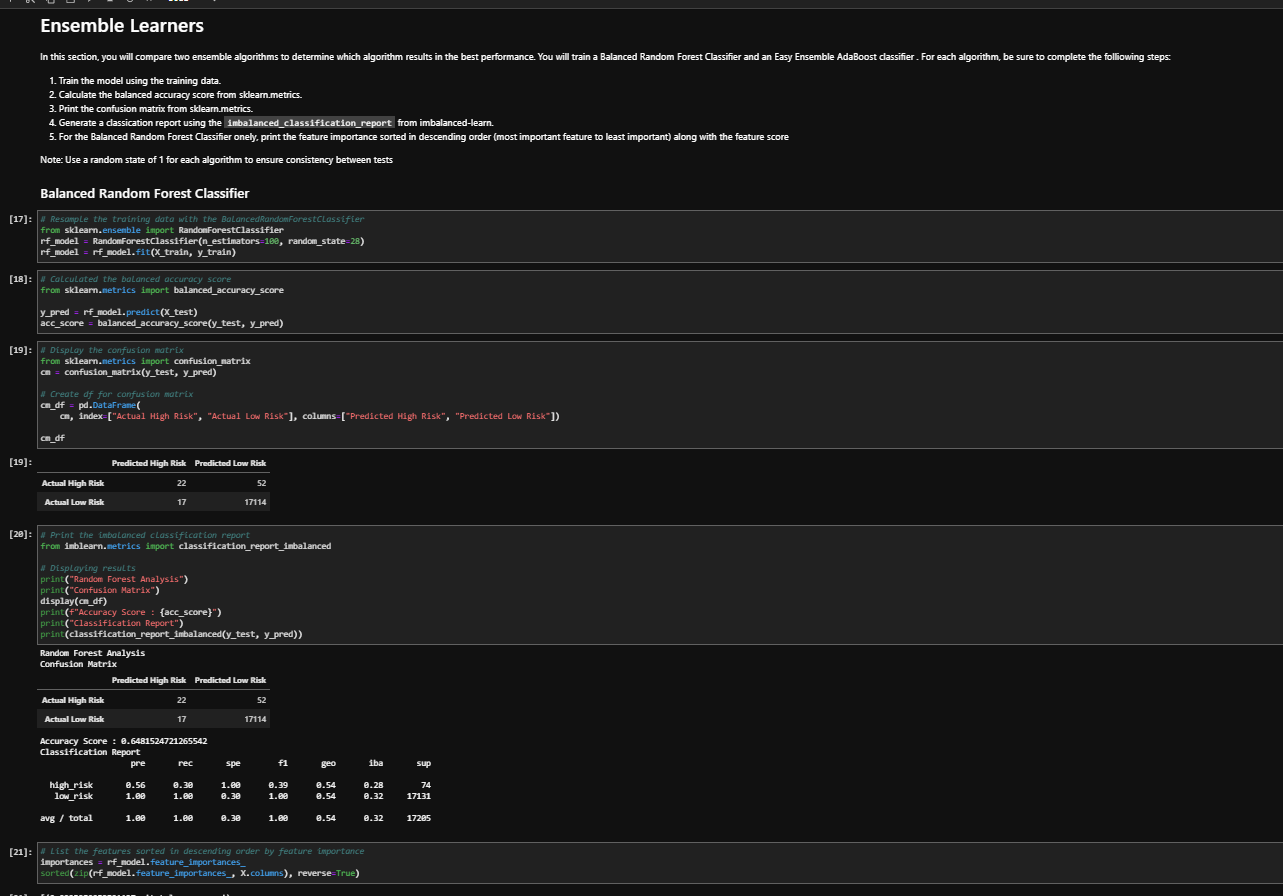 Ensemble Learners
In this section, you will compare two ensemble algorithms to determine which algorithm results in the best performance. You will train a Balanced Random Forest Classifier and an Easy Ensemble AdaBoost classifier . For each algorithm, be sure to complete the folliowing steps:
1. Train the model using the training data.
2. Calculate the balanced accuracy score from sklearn.metrics.
3. Print the confusion matrix from sklearn.metrics.
4. Generate a classication report using the imbalanced_classification_report from imbalanced-learn.
5. For the Balanced Random Forest Classifier onely, print the feature importance sorted in descending order (most important feature to least important) along with the feature score
Note: Use a random state of 1 for each algorithm to ensure consistency between tests
Balanced Random Forest Classifier
[17]: # Resample the training data with the BalancedRandomForestClassifier
from sklearn.ensemble import RandomForestClassifier
rf_model = RandomForestClassifier(n_estimators=100, random_state=28)
rf_model = rf_model.fit(X_train, y_train)
[18]: # Calculated the balanced accuracy score
from sklearn.metrics import balanced_accuracy_score
y_pred = rf_model.predict(X_test)
acc_score = balanced_accuracy_score(y_test, y_pred)
[19]: # Display the confusion matrix
from sklearn.metrics import confusion_matrix
cm = confusion_matrix(y_test, y_pred)
# Create df for confusion matrix
cm_df = pd.DataFrame(
cm, index=["Actual High Risk", "Actual Low Risk"], columns=["Predicted High Risk", "Predicted Low Risk"])
cm_df
[19]: Predicted High Risk Predicted Low Risk
Actual High Risk 22 52
Actual Low Risk 17 17114
[20]: # Print the imbalanced classification report
from imblearn.metrics import classification_report_imbalanced
# Displaying results
print("Random Forest Analysis")
print("Confusion Matrix")
display(cm_df)
print(f"Accuracy Score : {acc_score}")
print("Classification Report")
print(classification_report_imbalanced(y_test, y_pred))
Random Forest Analysis
Confusion Matrix
Predicted High Risk Predicted Low Risk
Actual High Risk 22 52
Actual Low Risk 17 17114
Accuracy Score : 0.6481524721265542
Classification Report
pre rec spe f1 geo iba sup
high_risk 0.56 0.30 1.00 0.39 0.54 0.28 74
low_risk 1.00 1.00 0.30 1.00 0.54 0.32 17131
avg / total 1.00 1.00 0.30 1.00 0.54 0.32 17205
[21]: # List the features sorted in descending order by feature importance
importances = rf_model.feature_importances_
sorted(zip(rf_model.feature_importances_, X.columns), reverse=True)